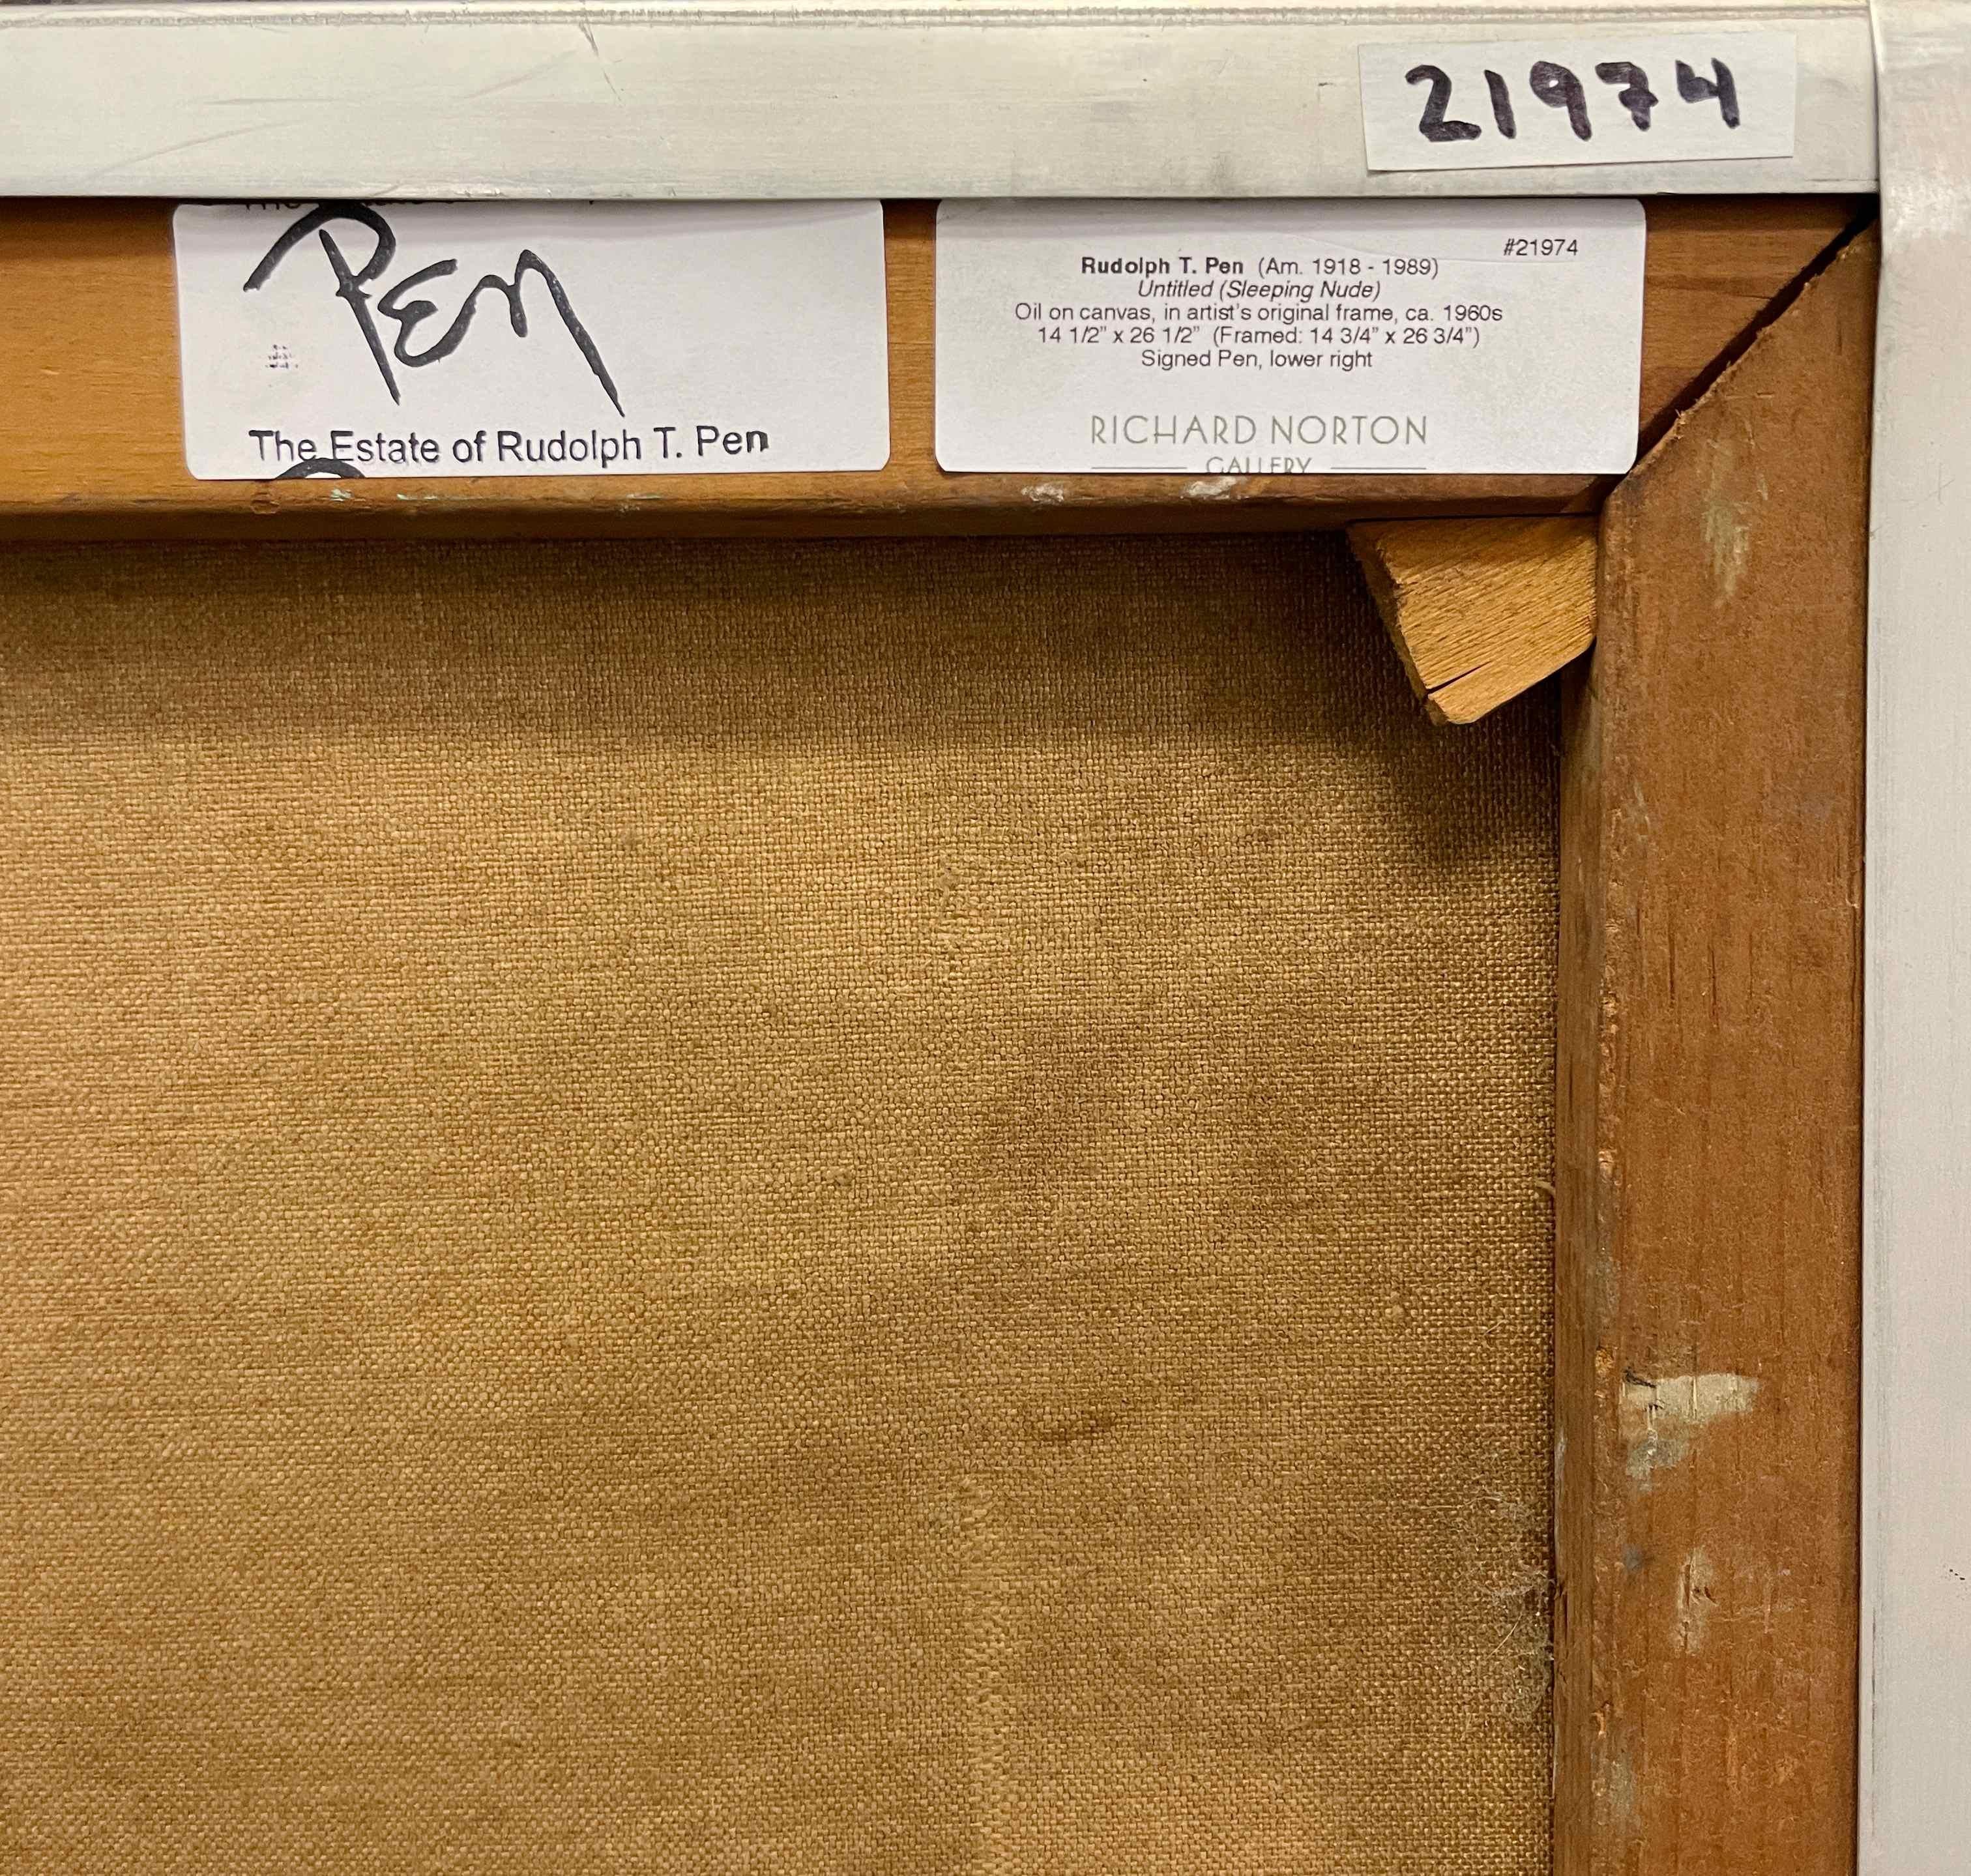 21974
Pen
The Estate of Rudolph T. Pen
#21974
Rudolph T. Pen (Am. 1918 - 1989)
Untitled (Sleeping Nude)
Oil on canvas, in artist's original frame, ca. 1960s
14 1/2" x 26 1/2" (Framed: 14 3/4" x 26 3/4")
Signed Pen, lower right
RICHARD NORTON
GALLERY